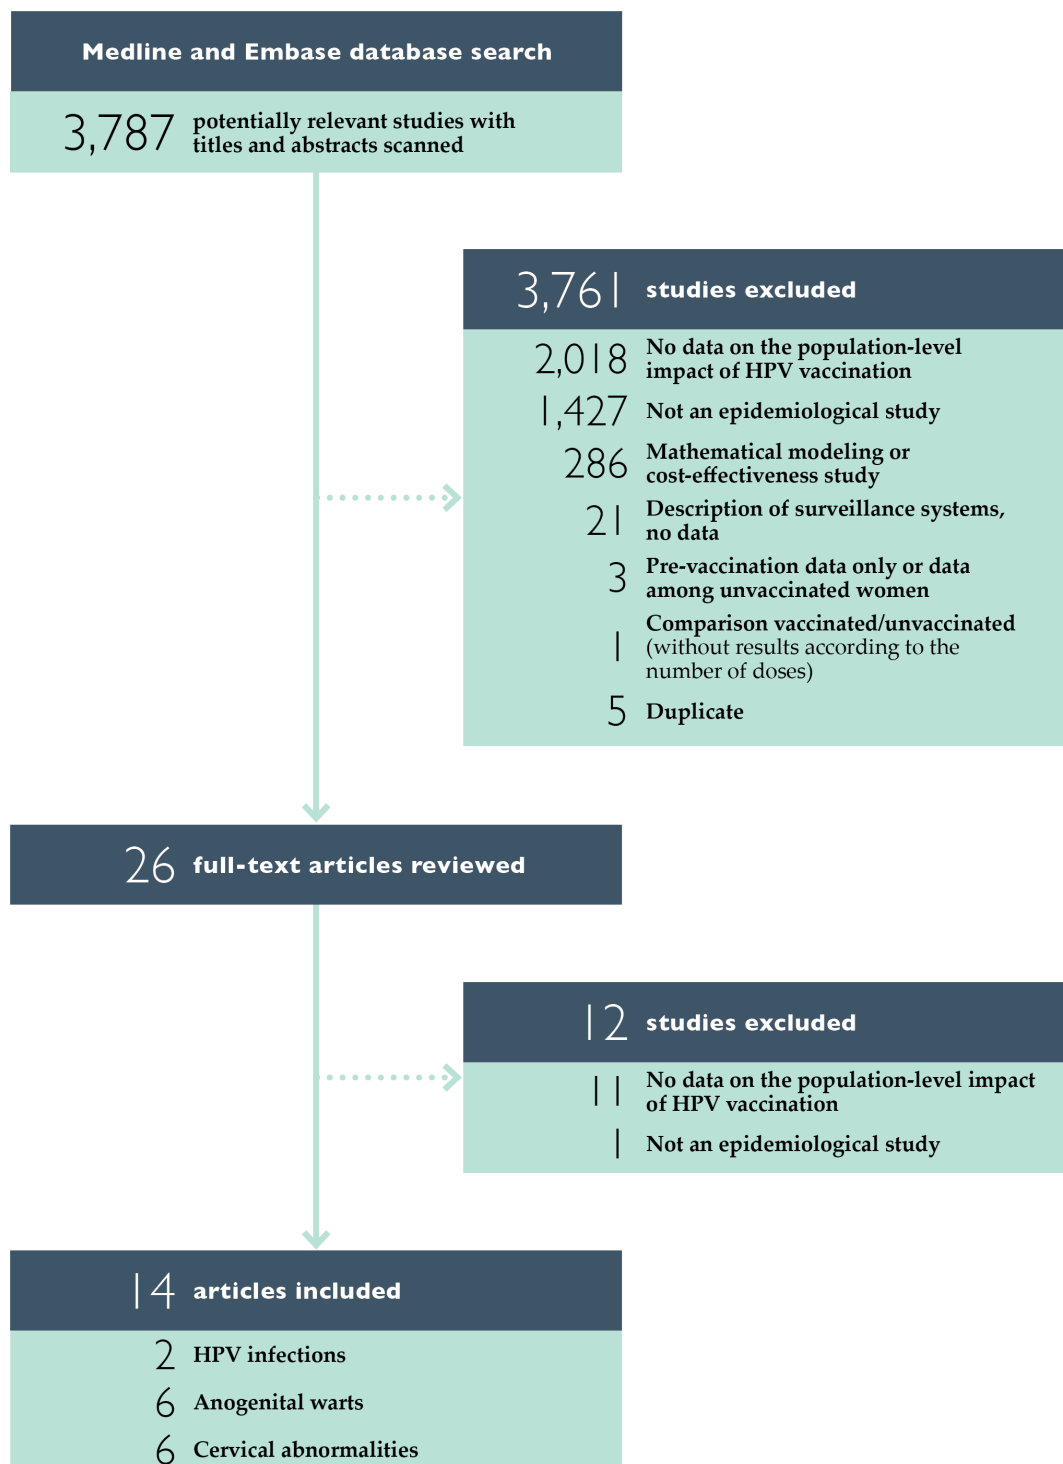 Medline and Embase database search
3,787 potentially relevant studies with
titles and abstracts scanned
3,761 studies excluded
2,018 No data on the population-level
impact of HPV vaccination
1,427 Not an epidemiological study
286 Mathematical modeling or
cost-effectiveness study
21 Description of surveillance systems,
no data
3 Pre-vaccination data only or data
among unvaccinated women
1 Comparison vaccinated/unvaccinated
(without results according to the
number of doses)
5 Duplicate
26 full-text articles reviewed
12 studies excluded
11 No data on the population-level impact
of HPV vaccination
1 Not an epidemiological study
14 articles included
2 HPV infections
6 Anogenital warts
6 Cervical abnormalities